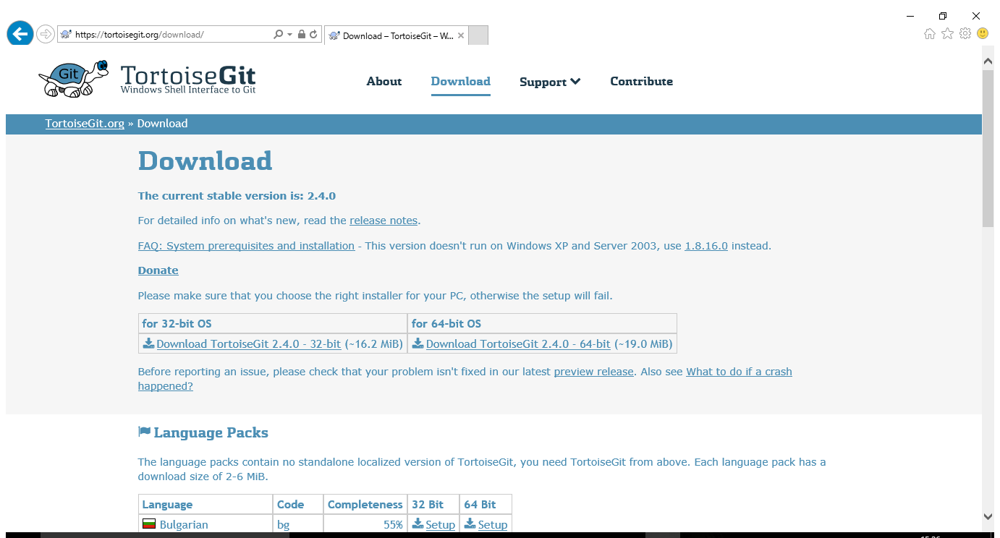 https://tortoisegit.org/download/
Download – TortoiseGit – W...
Git
TortoiseGit
Windows Shell Interface to Git
About
Download
Support
Contribute
TortoiseGit.org » Download
Download
The current stable version is: 2.4.0
For detailed info on what's new, read the release notes.
FAQ: System prerequisites and installation - This version doesn't run on Windows XP and Server 2003, use 1.8.16.0 instead.
Donate
Please make sure that you choose the right installer for your PC, otherwise the setup will fail.
for 32-bit OS for 64-bit OS
Download TortoiseGit 2.4.0 - 32-bit (~16.2 MiB) Download TortoiseGit 2.4.0 - 64-bit (~19.0 MiB)
Before reporting an issue, please check that your problem isn't fixed in our latest preview release. Also see What to do if a crash
happened?
Language Packs
The language packs contain no standalone localized version of TortoiseGit, you need TortoiseGit from above. Each language pack has a
download size of 2-6 MiB.
Language Code Completeness 32 Bit 64 Bit
Bulgarian bg 55% Setup Setup